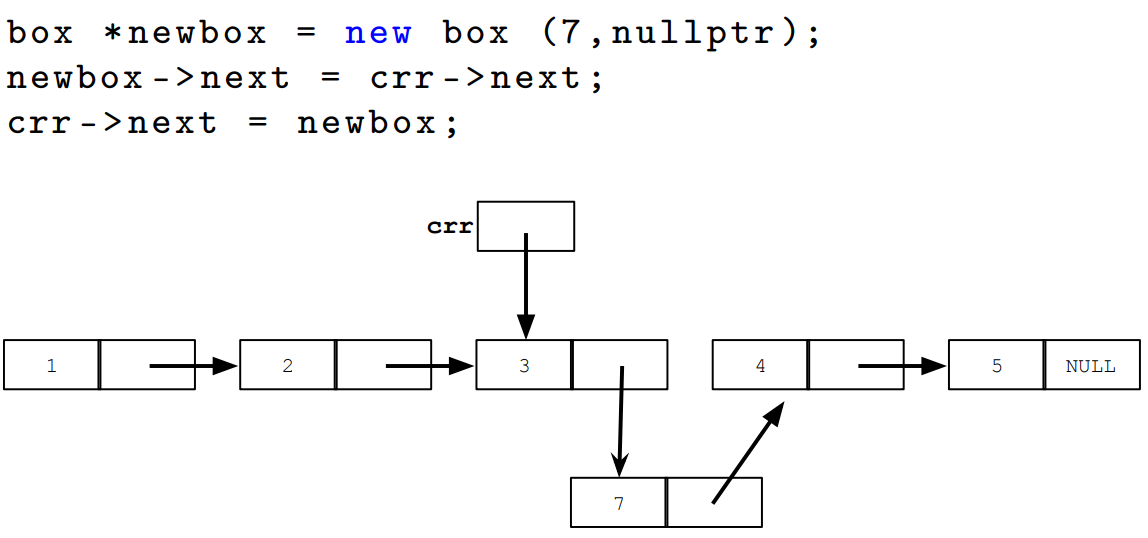 box *newbox = new box (7,nullptr);
newbox->next = crr->next;
crr->next = newbox;
crr
1 2 3 4 5 NULL
7